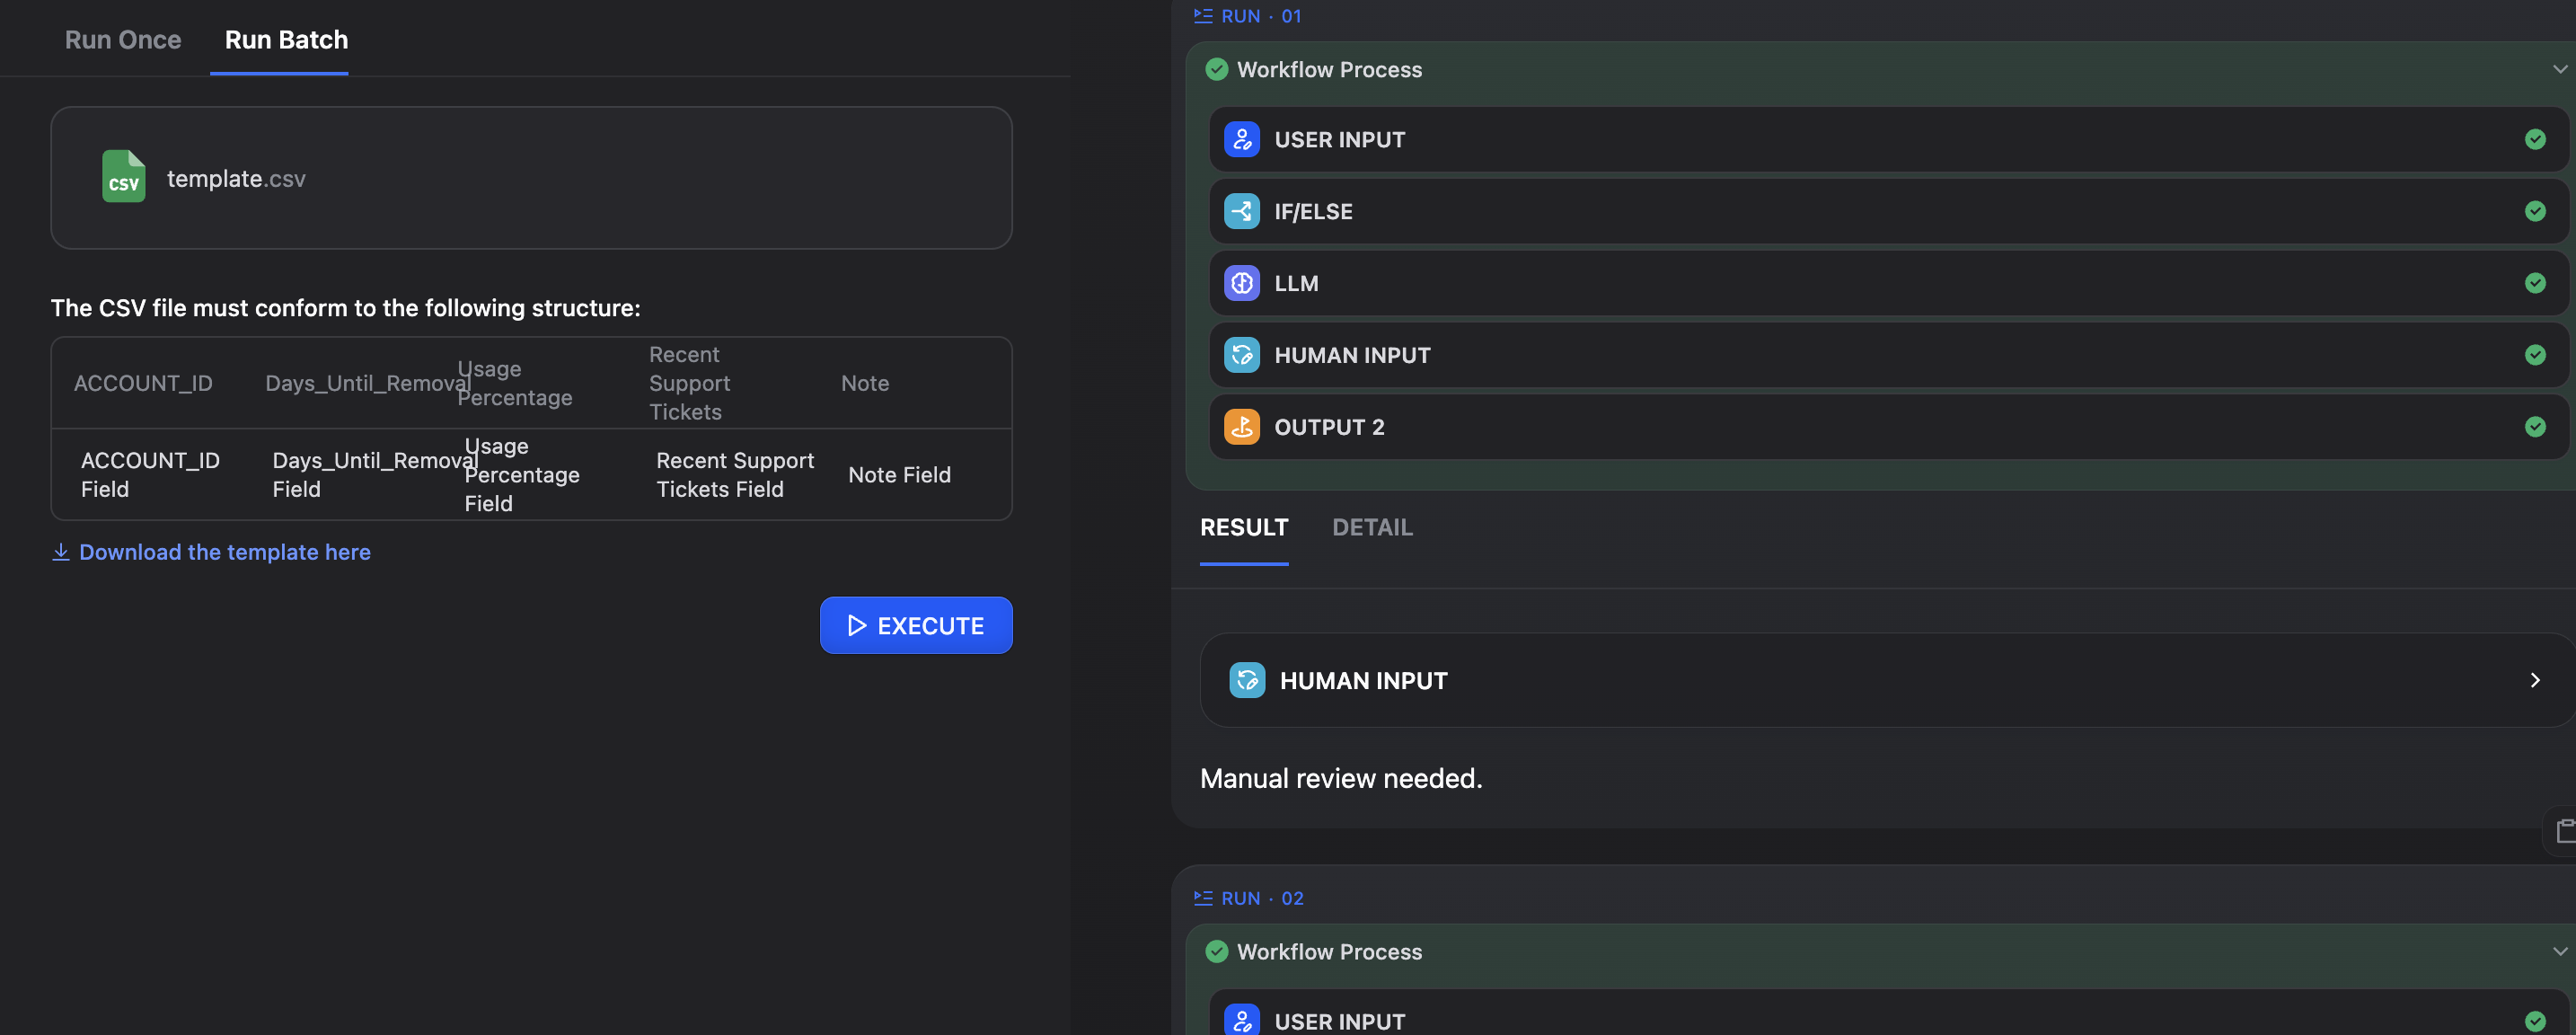 Run Once
Run Batch
CSV
template.csv
The CSV file must conform to the following structure:
ACCOUNT_ID
Days_Until_Removal
Usage
Percentage
Recent
Support
Tickets
Note
ACCOUNT_ID
Field
Days_Until_Removal
Field
Usage
Percentage
Field
Recent Support
Tickets Field
Note Field
Download the template here
EXECUTE
RUN · 01
Workflow Process
USER INPUT
IF/ELSE
LLM
HUMAN INPUT
OUTPUT 2
RESULT
DETAIL
HUMAN INPUT
Manual review needed.
RUN · 02
Workflow Process
USER INPUT